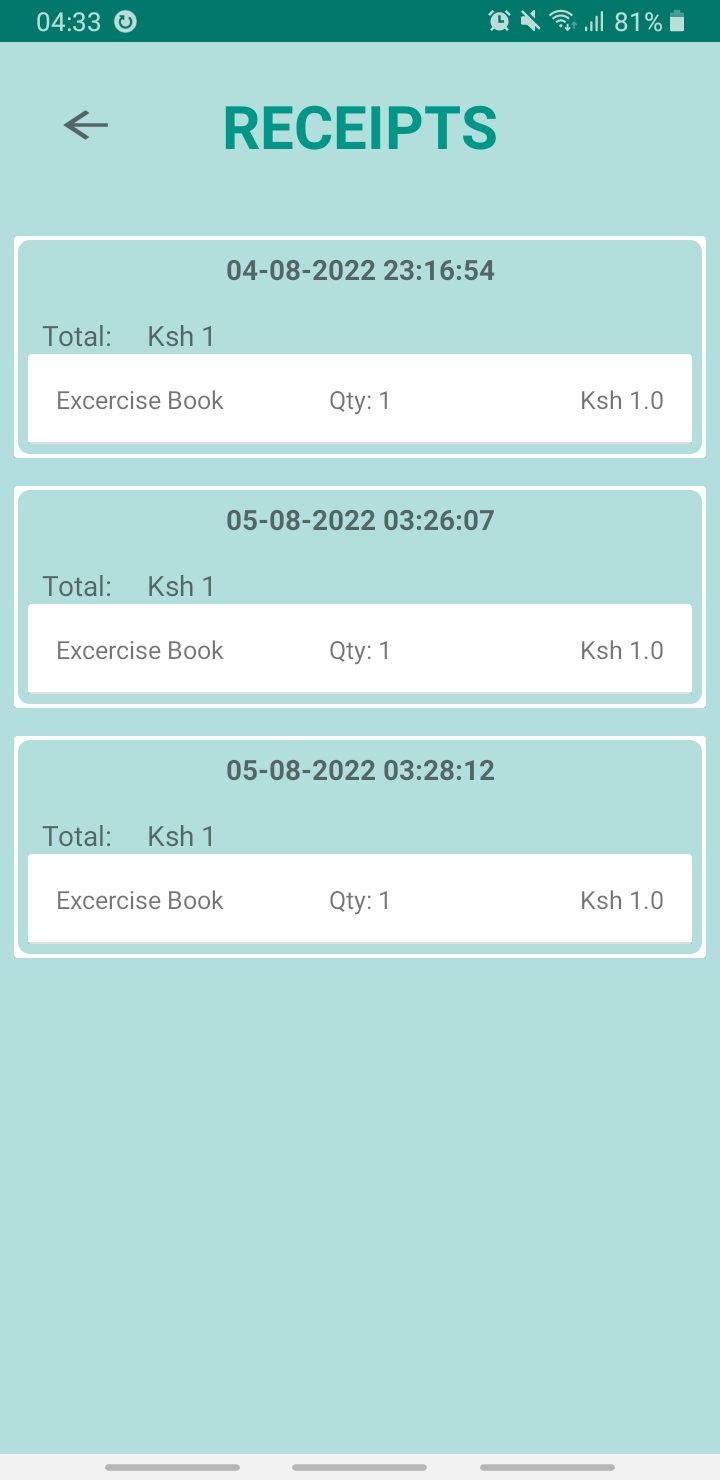 04:33 81%
RECEIPTS
04-08-2022 23:16:54
Total: Ksh 1
Excercise Book Qty: 1 Ksh 1.0
05-08-2022 03:26:07
Total: Ksh 1
Excercise Book Qty: 1 Ksh 1.0
05-08-2022 03:28:12
Total: Ksh 1
Excercise Book Qty: 1 Ksh 1.0